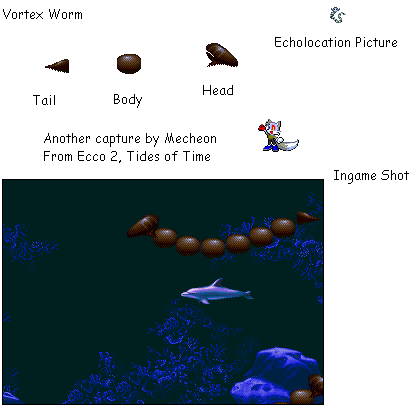 Vortex Worm
Echolocation Picture
Tail
Body
Head
Another capture by Mecheon
From Ecco 2, Tides of Time
Ingame Shot